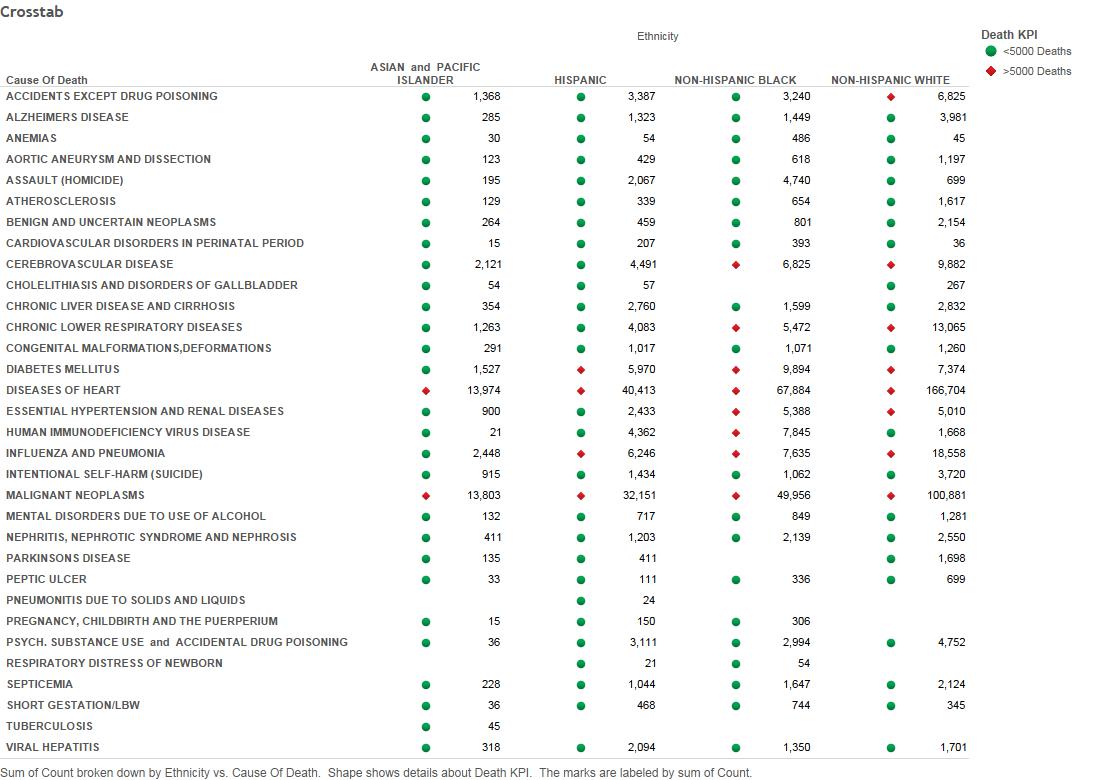 Crosstab
Ethnicity
Death KPI
<5000 Deaths
>5000 Deaths
Cause Of Death ASIAN and PACIFIC ISLANDER HISPANIC NON-HISPANIC BLACK NON-HISPANIC WHITE
ACCIDENTS EXCEPT DRUG POISONING 1,368 3,387 3,240 6,825
ALZHEIMERS DISEASE 285 1,323 1,449 3,981
ANEMIAS 30 54 486 45
AORTIC ANEURYSM AND DISSECTION 123 429 618 1,197
ASSAULT (HOMICIDE) 195 2,067 4,740 699
ATHEROSCLEROSIS 129 339 654 1,617
BENIGN AND UNCERTAIN NEOPLASMS 264 459 801 2,154
CARDIOVASCULAR DISORDERS IN PERINATAL PERIOD 15 207 393 36
CEREBROVASCULAR DISEASE 2,121 4,491 6,825 9,882
CHOLELITHIASIS AND DISORDERS OF GALLBLADDER 54 57 267
CHRONIC LIVER DISEASE AND CIRRHOSIS 354 2,760 1,599 2,832
CHRONIC LOWER RESPIRATORY DISEASES 1,263 4,083 5,472 13,065
CONGENITAL MALFORMATIONS,DEFORMATIONS 291 1,017 1,071 1,260
DIABETES MELLITUS 1,527 5,970 9,894 7,374
DISEASES OF HEART 13,974 40,413 67,884 166,704
ESSENTIAL HYPERTENSION AND RENAL DISEASES 900 2,433 5,388 5,010
HUMAN IMMUNODEFICIENCY VIRUS DISEASE 21 4,362 7,845 1,668
INFLUENZA AND PNEUMONIA 2,448 6,246 7,635 18,558
INTENTIONAL SELF-HARM (SUICIDE) 915 1,434 1,062 3,720
MALIGNANT NEOPLASMS 13,803 32,151 49,956 100,881
MENTAL DISORDERS DUE TO USE OF ALCOHOL 132 717 849 1,281
NEPHRITIS, NEPHROTIC SYNDROME AND NEPHROSIS 411 1,203 2,139 2,550
PARKINSONS DISEASE 135 411 1,698
PEPTIC ULCER 33 111 336 699
PNEUMONITIS DUE TO SOLIDS AND LIQUIDS 24
PREGNANCY, CHILDBIRTH AND THE PUERPERIUM 15 150 306
PSYCH. SUBSTANCE USE and ACCIDENTAL DRUG POISONING 36 3,111 2,994 4,752
RESPIRATORY DISTRESS OF NEWBORN 21 54
SEPTICEMIA 228 1,044 1,647 2,124
SHORT GESTATION/LBW 36 468 744 345
TUBERCULOSIS 45
VIRAL HEPATITIS 318 2,094 1,350 1,701
Sum of Count broken down by Ethnicity vs. Cause Of Death. Shape shows details about Death KPI. The marks are labeled by sum of Count.